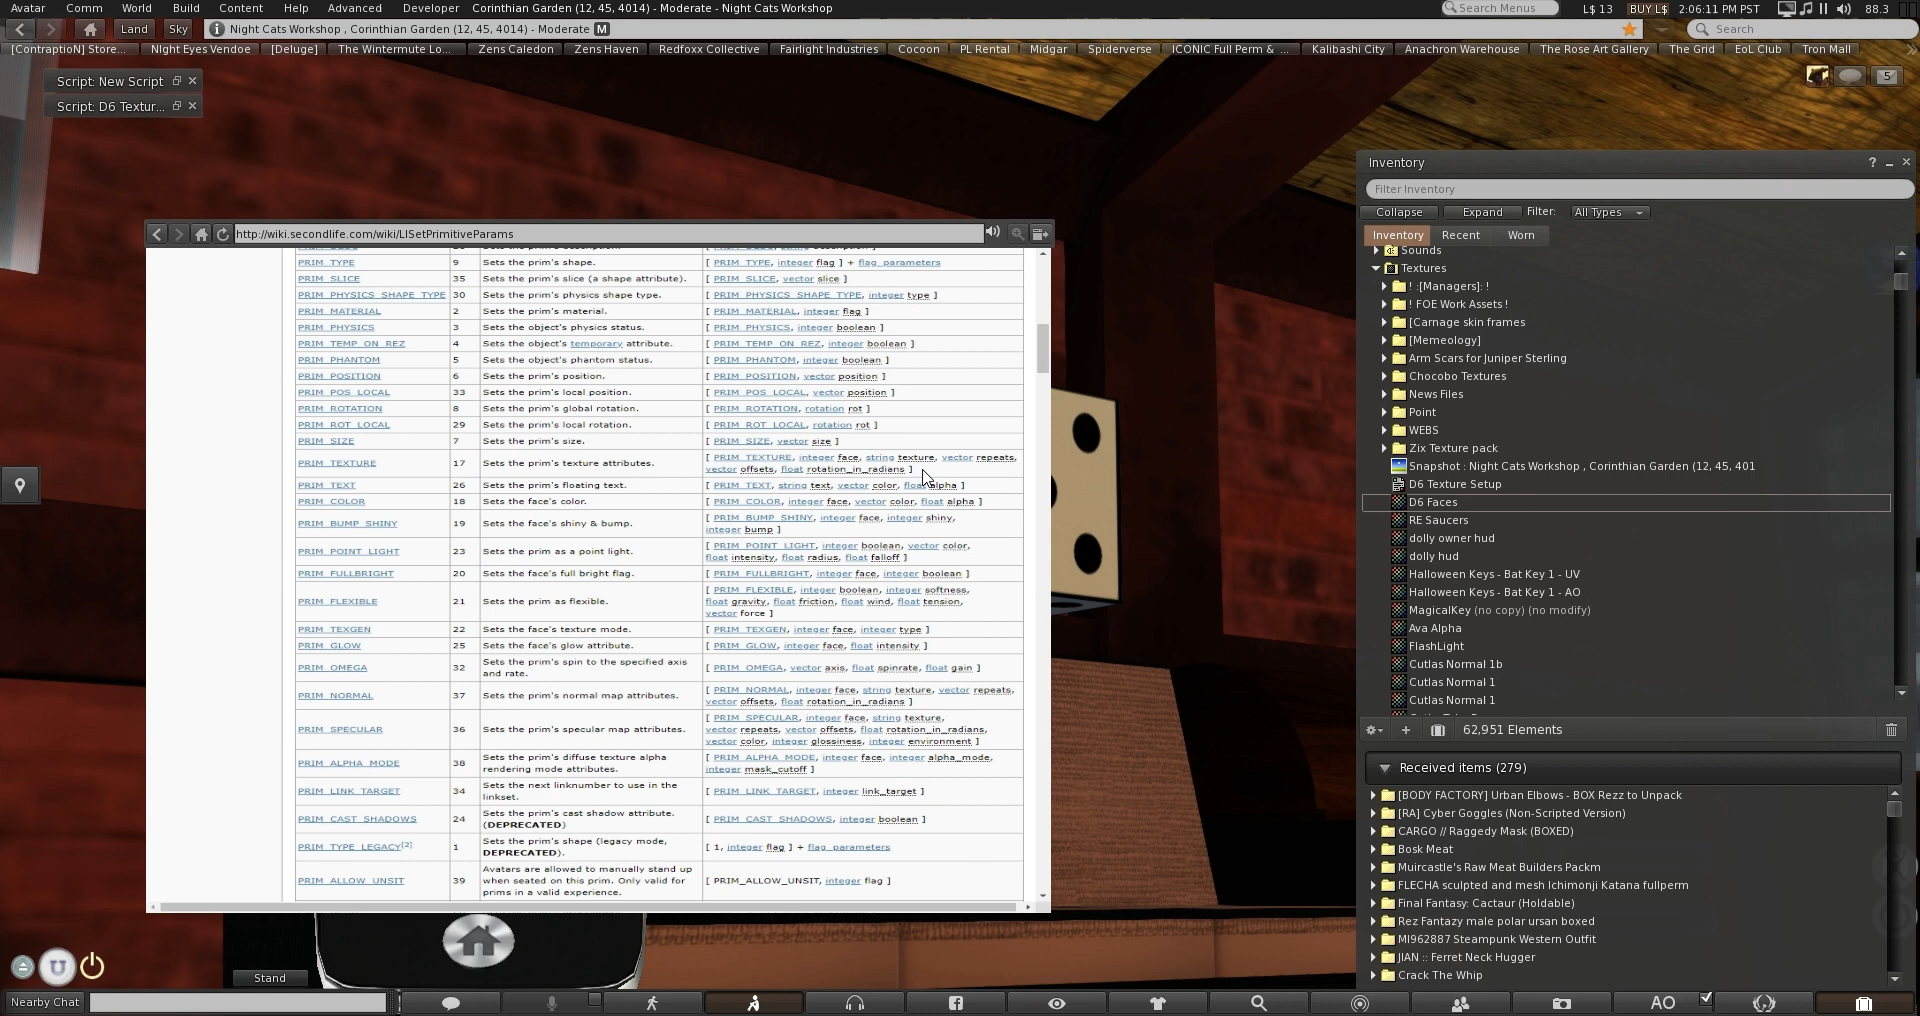 Avatar Comm World Build Content Help Advanced Developer Corinthian Garden (12, 45, 4014) - Moderate - Night Cats Workshop
Search Menus L$ 13 BUY L$ 2:06:11 PM PST 88.3
Land Sky Night Cats Workshop , Corinthian Garden (12, 45, 4014) - Moderate M Search
[ContraptioN] Store... Night Eyes Vendoe [Deluge] The Wintermute Lo... Zens Caledon Zens Haven Redfoxx Collective Fairlight Industries Cocoon PL Rental Midgar Spiderverse ICONIC Full Perm & ... Kalibashi City Anachron Warehouse The Rose Art Gallery The Grid EoL Club Tron Mall
Script: New Script
Script: D6 Textur...
5
http://wiki.secondlife.com/wiki/LlSetPrimitiveParams
PRIM_TYPE 9 Sets the prim's shape. [ PRIM_TYPE, integer flag ] + flag_parameters
PRIM_SLICE 35 Sets the prim's slice (a shape attribute). [ PRIM_SLICE, vector slice ]
PRIM_PHYSICS_SHAPE_TYPE 30 Sets the prim's physics shape type. [ PRIM_PHYSICS_SHAPE_TYPE, integer type ]
PRIM_MATERIAL 2 Sets the prim's material. [ PRIM_MATERIAL, integer flag ]
PRIM_PHYSICS 3 Sets the object's physics status. [ PRIM_PHYSICS, integer boolean ]
PRIM_TEMP_ON_REZ 4 Sets the object's temporary attribute. [ PRIM_TEMP_ON_REZ, integer boolean ]
PRIM_PHANTOM 5 Sets the object's phantom status. [ PRIM_PHANTOM, integer boolean ]
PRIM_POSITION 6 Sets the prim's position. [ PRIM_POSITION, vector position ]
PRIM_POS_LOCAL 33 Sets the prim's local position. [ PRIM_POS_LOCAL, vector position ]
PRIM_ROTATION 8 Sets the prim's global rotation. [ PRIM_ROTATION, rotation rot ]
PRIM_ROT_LOCAL 29 Sets the prim's local rotation. [ PRIM_ROT_LOCAL, rotation rot ]
PRIM_SIZE 7 Sets the prim's size. [ PRIM_SIZE, vector size ]
PRIM_TEXTURE 17 Sets the prim's texture attributes. [ PRIM_TEXTURE, integer face, string texture, vector repeats,
vector offsets, float rotation_in_radians ]
PRIM_TEXT 26 Sets the prim's floating text. [ PRIM_TEXT, string text, vector color, float alpha ]
PRIM_COLOR 18 Sets the face's color. [ PRIM_COLOR, integer face, vector color, float alpha ]
PRIM_BUMP_SHINY 19 Sets the face's shiny & bump. [ PRIM_BUMP_SHINY, integer face, integer shiny,
integer bump ]
PRIM_POINT_LIGHT 23 Sets the prim as a point light. [ PRIM_POINT_LIGHT, integer boolean, vector color,
float intensity, float radius, float falloff ]
PRIM_FULLBRIGHT 20 Sets the face's full bright flag. [ PRIM_FULLBRIGHT, integer face, integer boolean ]
PRIM_FLEXIBLE 21 Sets the prim as flexible. [ PRIM_FLEXIBLE, integer boolean, integer softness,
float gravity, float friction, float wind, float tension,
vector force ]
PRIM_TEXGEN 22 Sets the face's texture mode. [ PRIM_TEXGEN, integer face, integer type ]
PRIM_GLOW 25 Sets the face's glow attribute. [ PRIM_GLOW, integer face, float intensity ]
PRIM_OMEGA 32 Sets the prim's spin to the specified axis
and rate. [ PRIM_OMEGA, vector axis, float spinrate, float gain ]
PRIM_NORMAL 37 Sets the prim's normal map attributes. [ PRIM_NORMAL, integer face, string texture, vector repeats,
vector offsets, float rotation_in_radians ]
PRIM_SPECULAR 36 Sets the prim's specular map attributes. [ PRIM_SPECULAR, integer face, string texture,
vector repeats, vector offsets, float rotation_in_radians,
vector color, integer glossiness, integer environment ]
PRIM_ALPHA_MODE 38 Sets the prim's diffuse texture alpha
rendering mode attributes. [ PRIM_ALPHA_MODE, integer face, integer alpha_mode,
integer mask_cutoff ]
PRIM_LINK_TARGET 34 Sets the next linknumber to use in the
linkset. [ PRIM_LINK_TARGET, integer link_target ]
PRIM_CAST_SHADOWS 24 Sets the prim's cast shadow attribute.
(DEPRECATED) [ PRIM_CAST_SHADOWS, integer boolean ]
PRIM_TYPE_LEGACY[2] 1 Sets the prim's shape (legacy mode,
DEPRECATED). [ 1, integer flag ] + flag_parameters
PRIM_ALLOW_UNSIT 39 Avatars are allowed to manually stand up
when seated on this prim. Only valid for
prims in a valid experience. [ PRIM_ALLOW_UNSIT, integer flag ]
Inventory ?
Filter Inventory
Collapse Expand Filter: All Types
Inventory Recent Worn
Sounds
Textures
! :[Managers]: !
! FOE Work Assets !
[Carnage skin frames
[Memeology]
Arm Scars for Juniper Sterling
Chocobo Textures
News Files
Point
WEBS
Zix Texture pack
Snapshot : Night Cats Workshop , Corinthian Garden (12, 45, 401
D6 Texture Setup
D6 Faces
RE Saucers
dolly owner hud
dolly hud
Halloween Keys - Bat Key 1 - UV
Halloween Keys - Bat Key 1 - AO
MagicalKey (no copy) (no modify)
Ava Alpha
FlashLight
Cutlas Normal 1b
Cutlas Normal 1
Cutlas Normal 1
62,951 Elements
Received items (279)
[BODY FACTORY] Urban Elbows - BOX Rezz to Unpack
[RA] Cyber Goggles (Non-Scripted Version)
CARGO // Raggedy Mask (BOXED)
Bosk Meat
Muircastle's Raw Meat Builders Packm
FLECHA sculpted and mesh Ichimonji Katana fullperm
Final Fantasy: Cactaur (Holdable)
Rez Fantazy male polar ursan boxed
MI962887 Steampunk Western Outfit
JIAN :: Ferret Neck Hugger
Crack The Whip
Stand
Nearby Chat AO